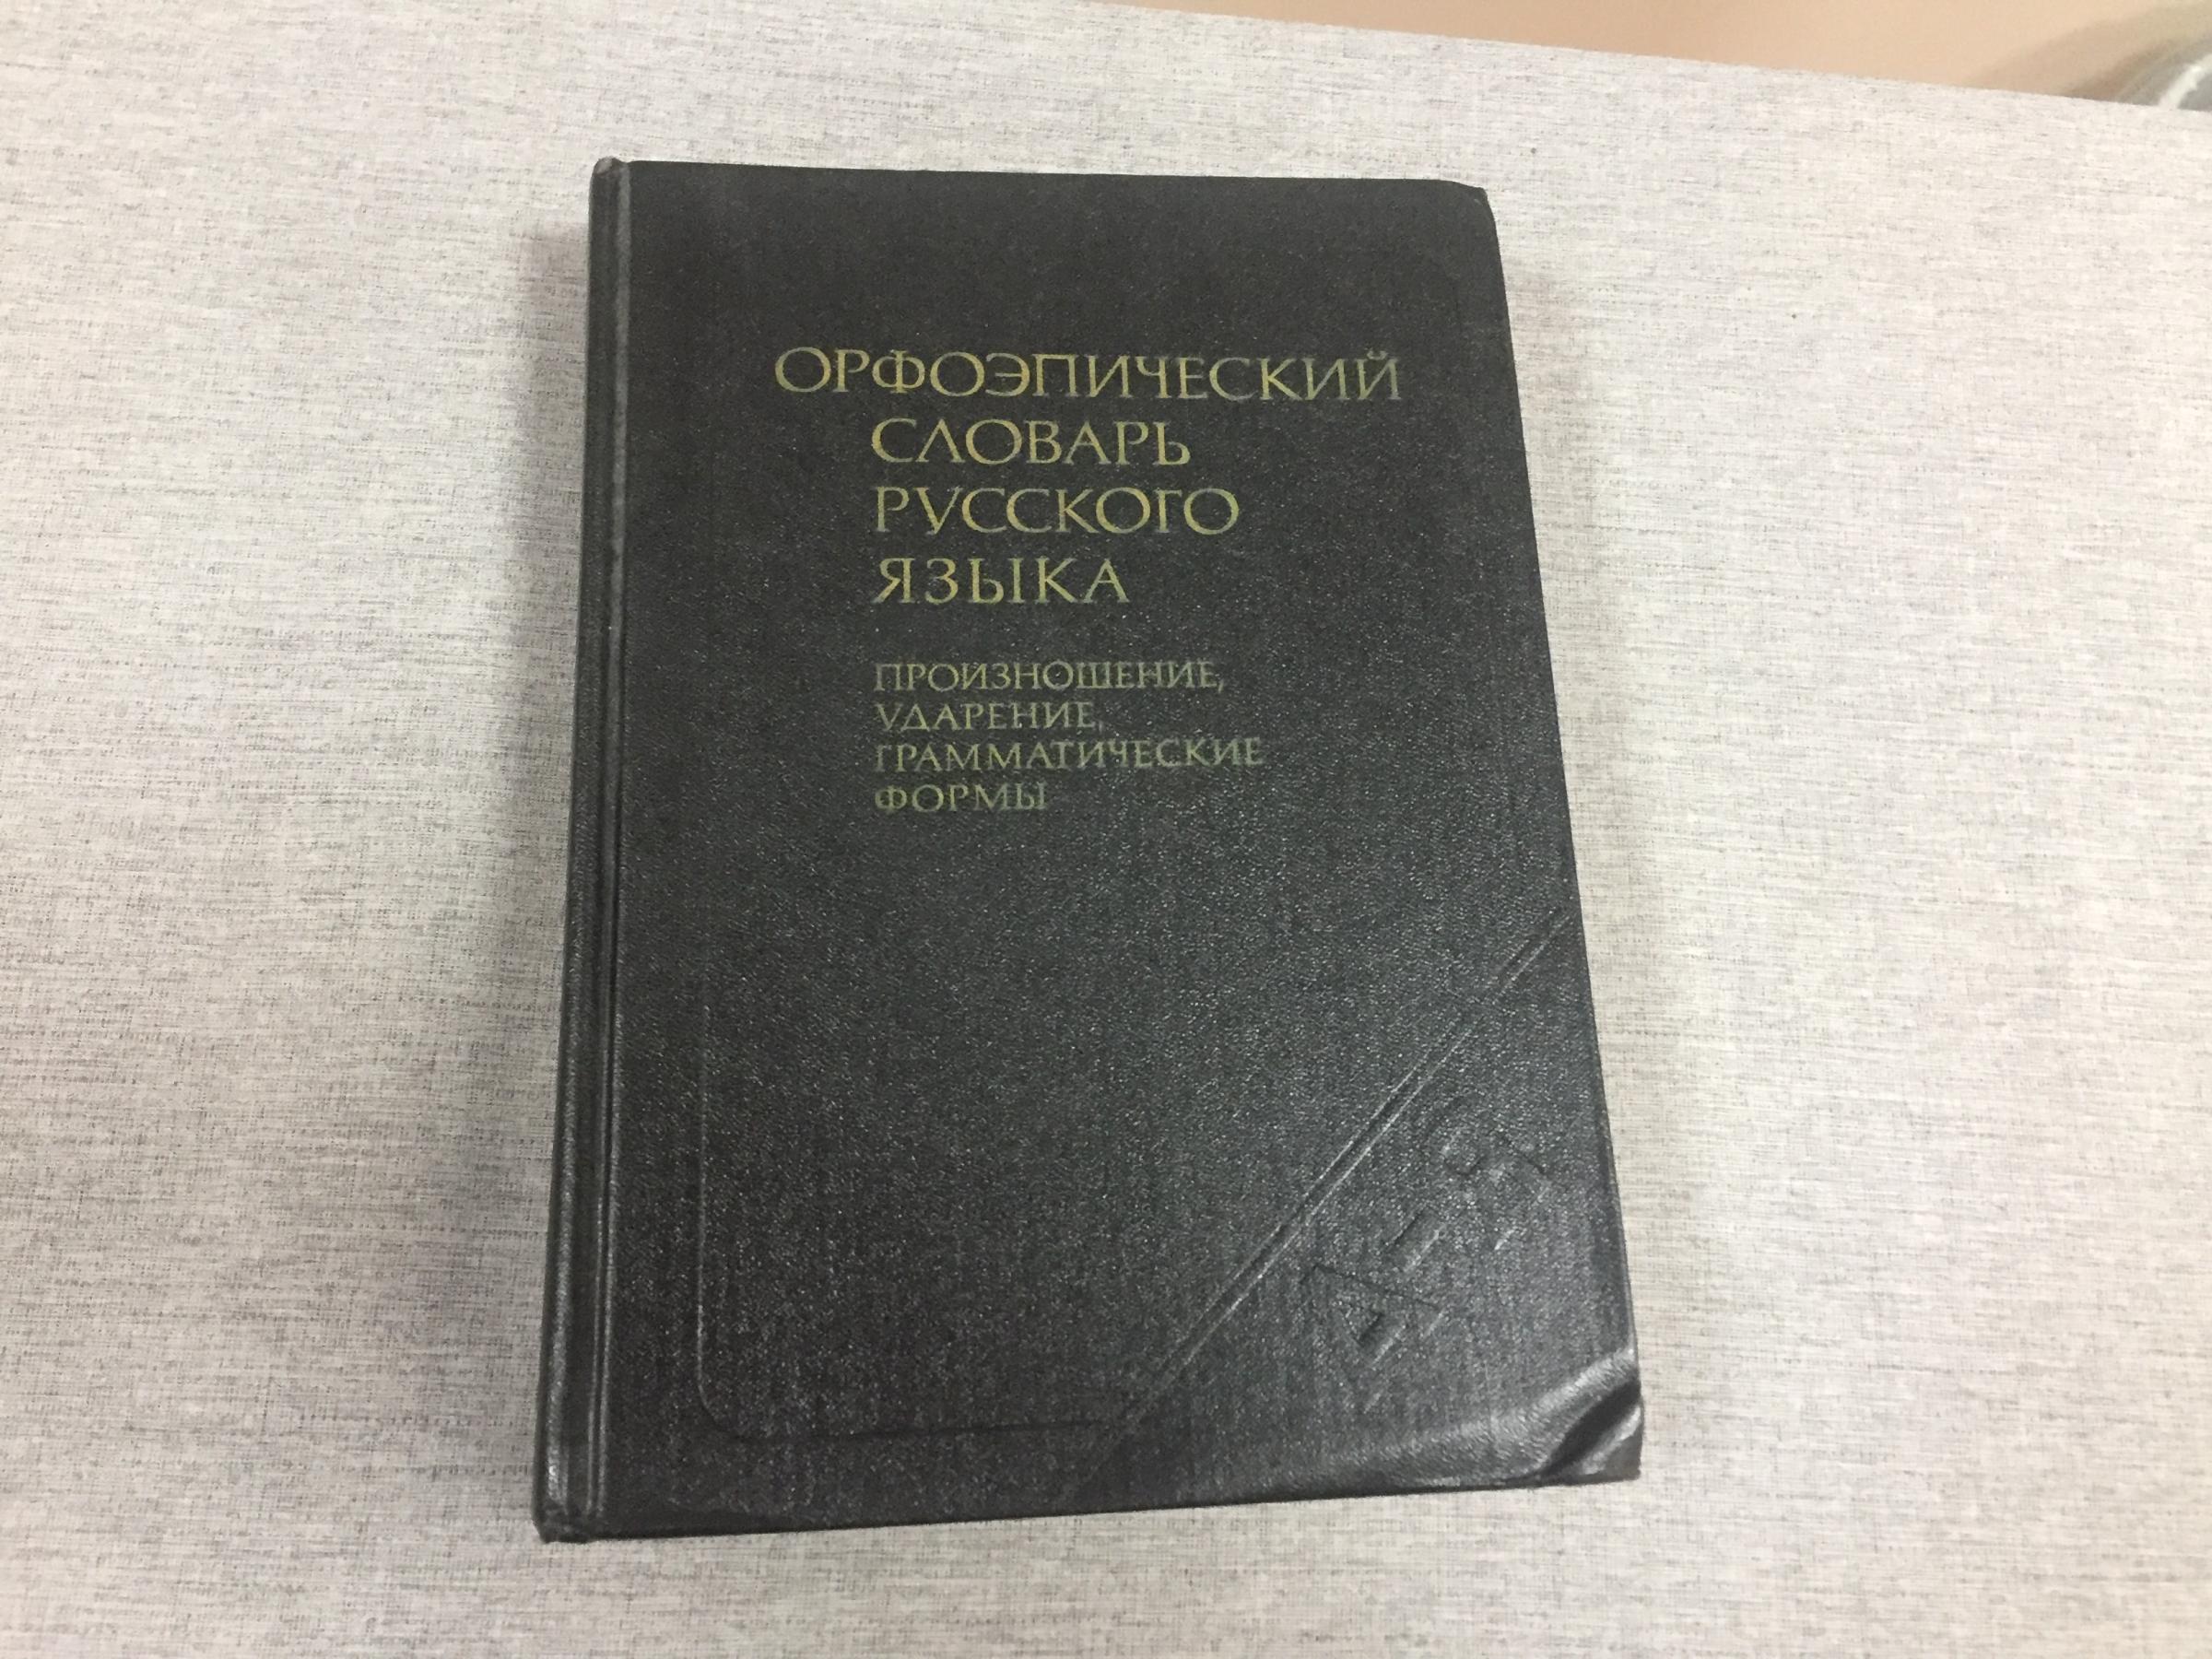 ОРФОЭПИЧЕСКИЙ
СЛОВАРЬ
РУССКОГО
ЯЗЫКА
ПРОИЗНОШЕНИЕ,
УДАРЕНИЕ,
ГРАММАТИЧЕСКИЕ
ФОРМЫ